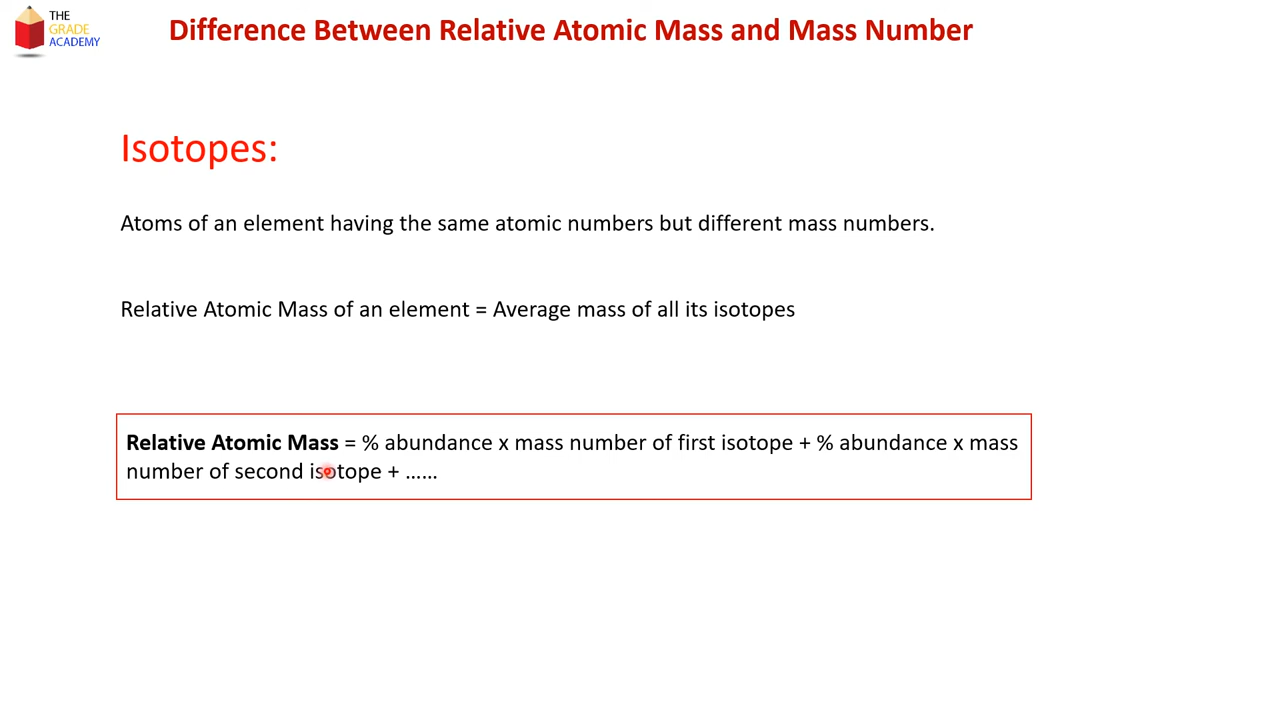 THE
GRADE
ACADEMY
Difference Between Relative Atomic Mass and Mass Number
Isotopes:
Atoms of an element having the same atomic numbers but different mass numbers.
Relative Atomic Mass of an element = Average mass of all its isotopes
Relative Atomic Mass = % abundance x mass number of first isotope + % abundance x mass
number of second isotope + ......